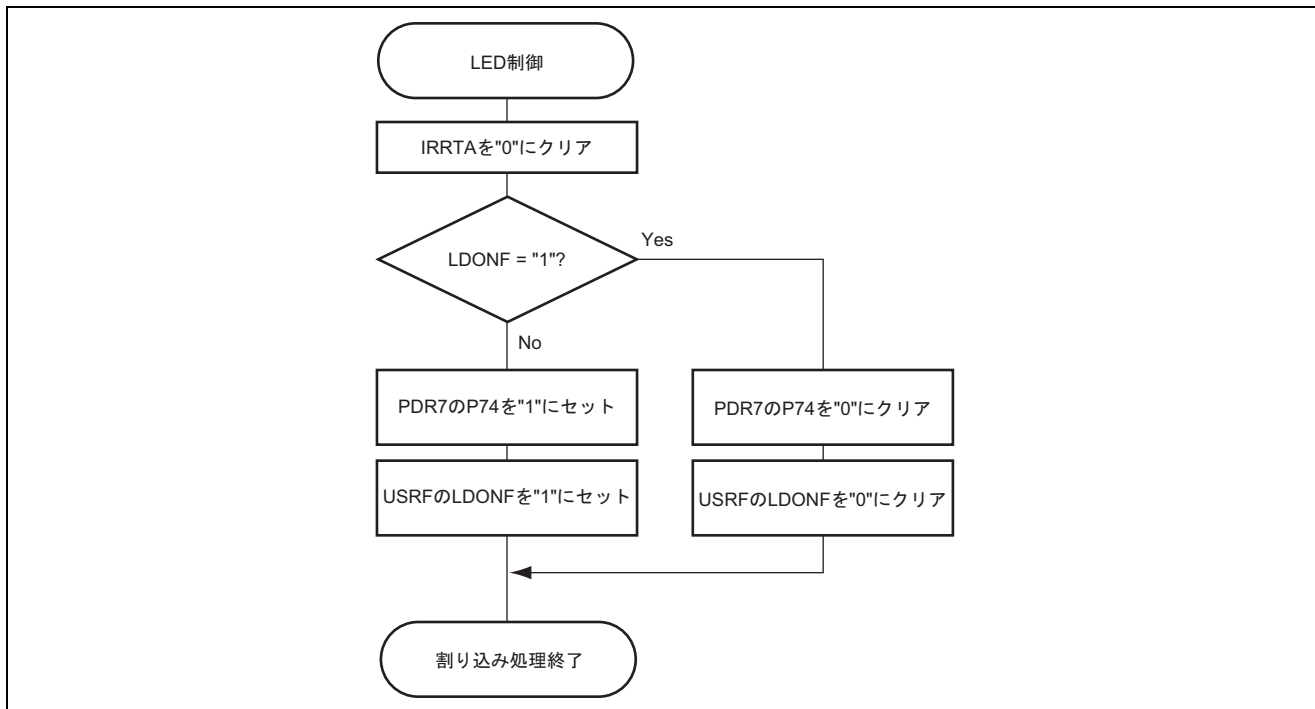 LED制御
IRRTAを"0"にクリア
LDONF = "1"?
Yes
No
PDR7のP74を"1"にセット
PDR7のP74を"0"にクリア
USRFのLDONFを"1"にセット
USRFのLDONFを"0"にクリア
割り込み処理終了